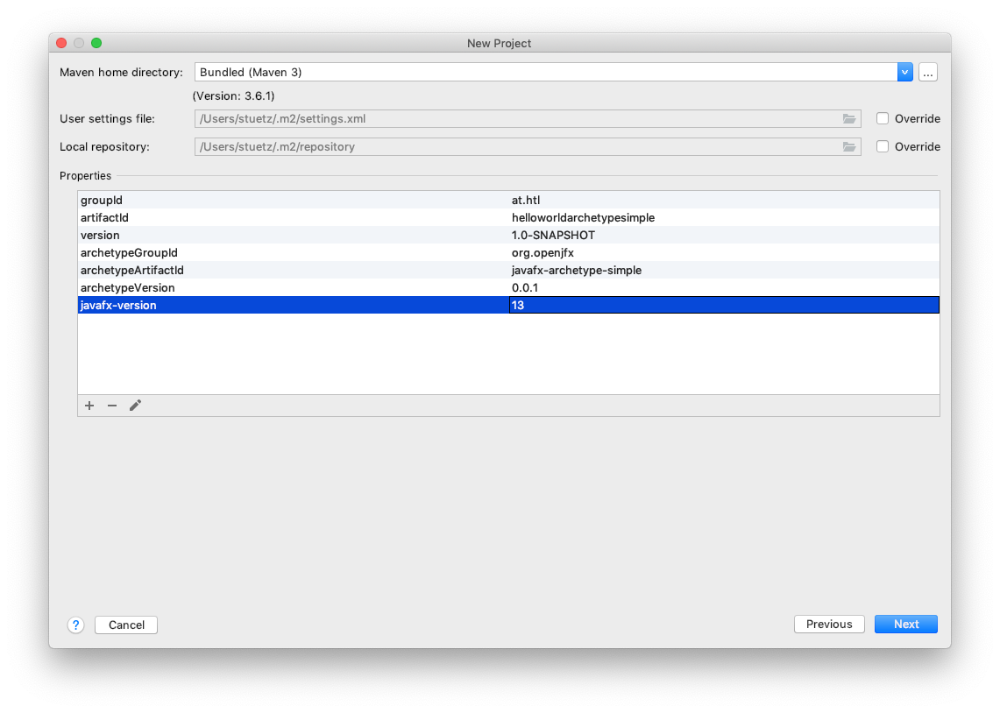 New Project
Maven home directory: Bundled (Maven 3) ...
(Version: 3.6.1)
User settings file: /Users/stuetz/.m2/settings.xml Override
Local repository: /Users/stuetz/.m2/repository Override
Properties
groupId at.htl
artifactId helloworldarchetypesimple
version 1.0-SNAPSHOT
archetypeGroupId org.openjfx
archetypeArtifactId javafx-archetype-simple
archetypeVersion 0.0.1
javafx-version 13
? Cancel Previous Next